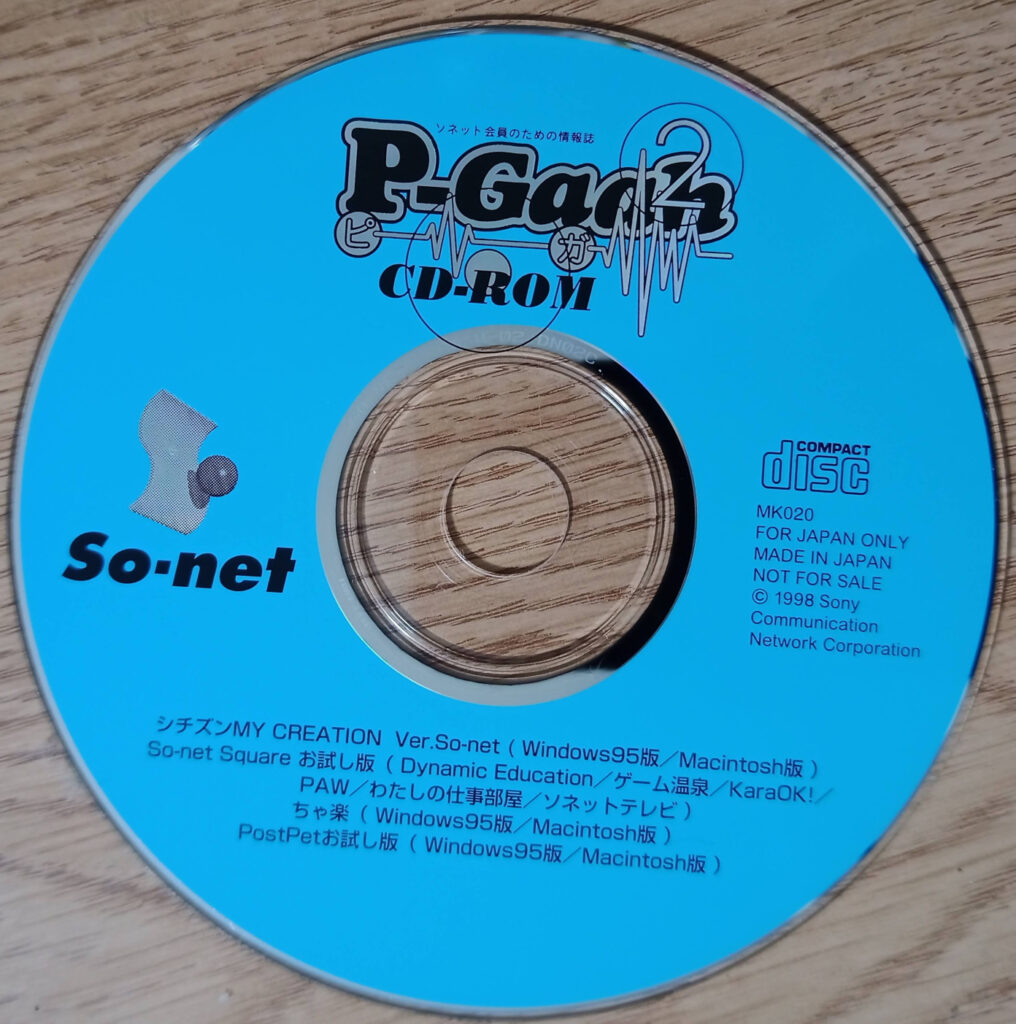 ソネット会員のための情報誌
P-Gach 2
ピ ガ
CD-ROM
So-net
COMPACT
disc
MK020
FOR JAPAN ONLY
MADE IN JAPAN
NOT FOR SALE
© 1998 Sony
Communication
Network Corporation
シチズンMY CREATION Ver.So-net ( Windows95版／Macintosh版 )
So-net Square お試し版 ( Dynamic Education／ゲーム温泉／KaraOK!／
PAW／わたしの仕事部屋／ソネットテレビ )
ちゃ楽 ( Windows95版／Macintosh版 )
PostPetお試し版 ( Windows95版／Macintosh版 )